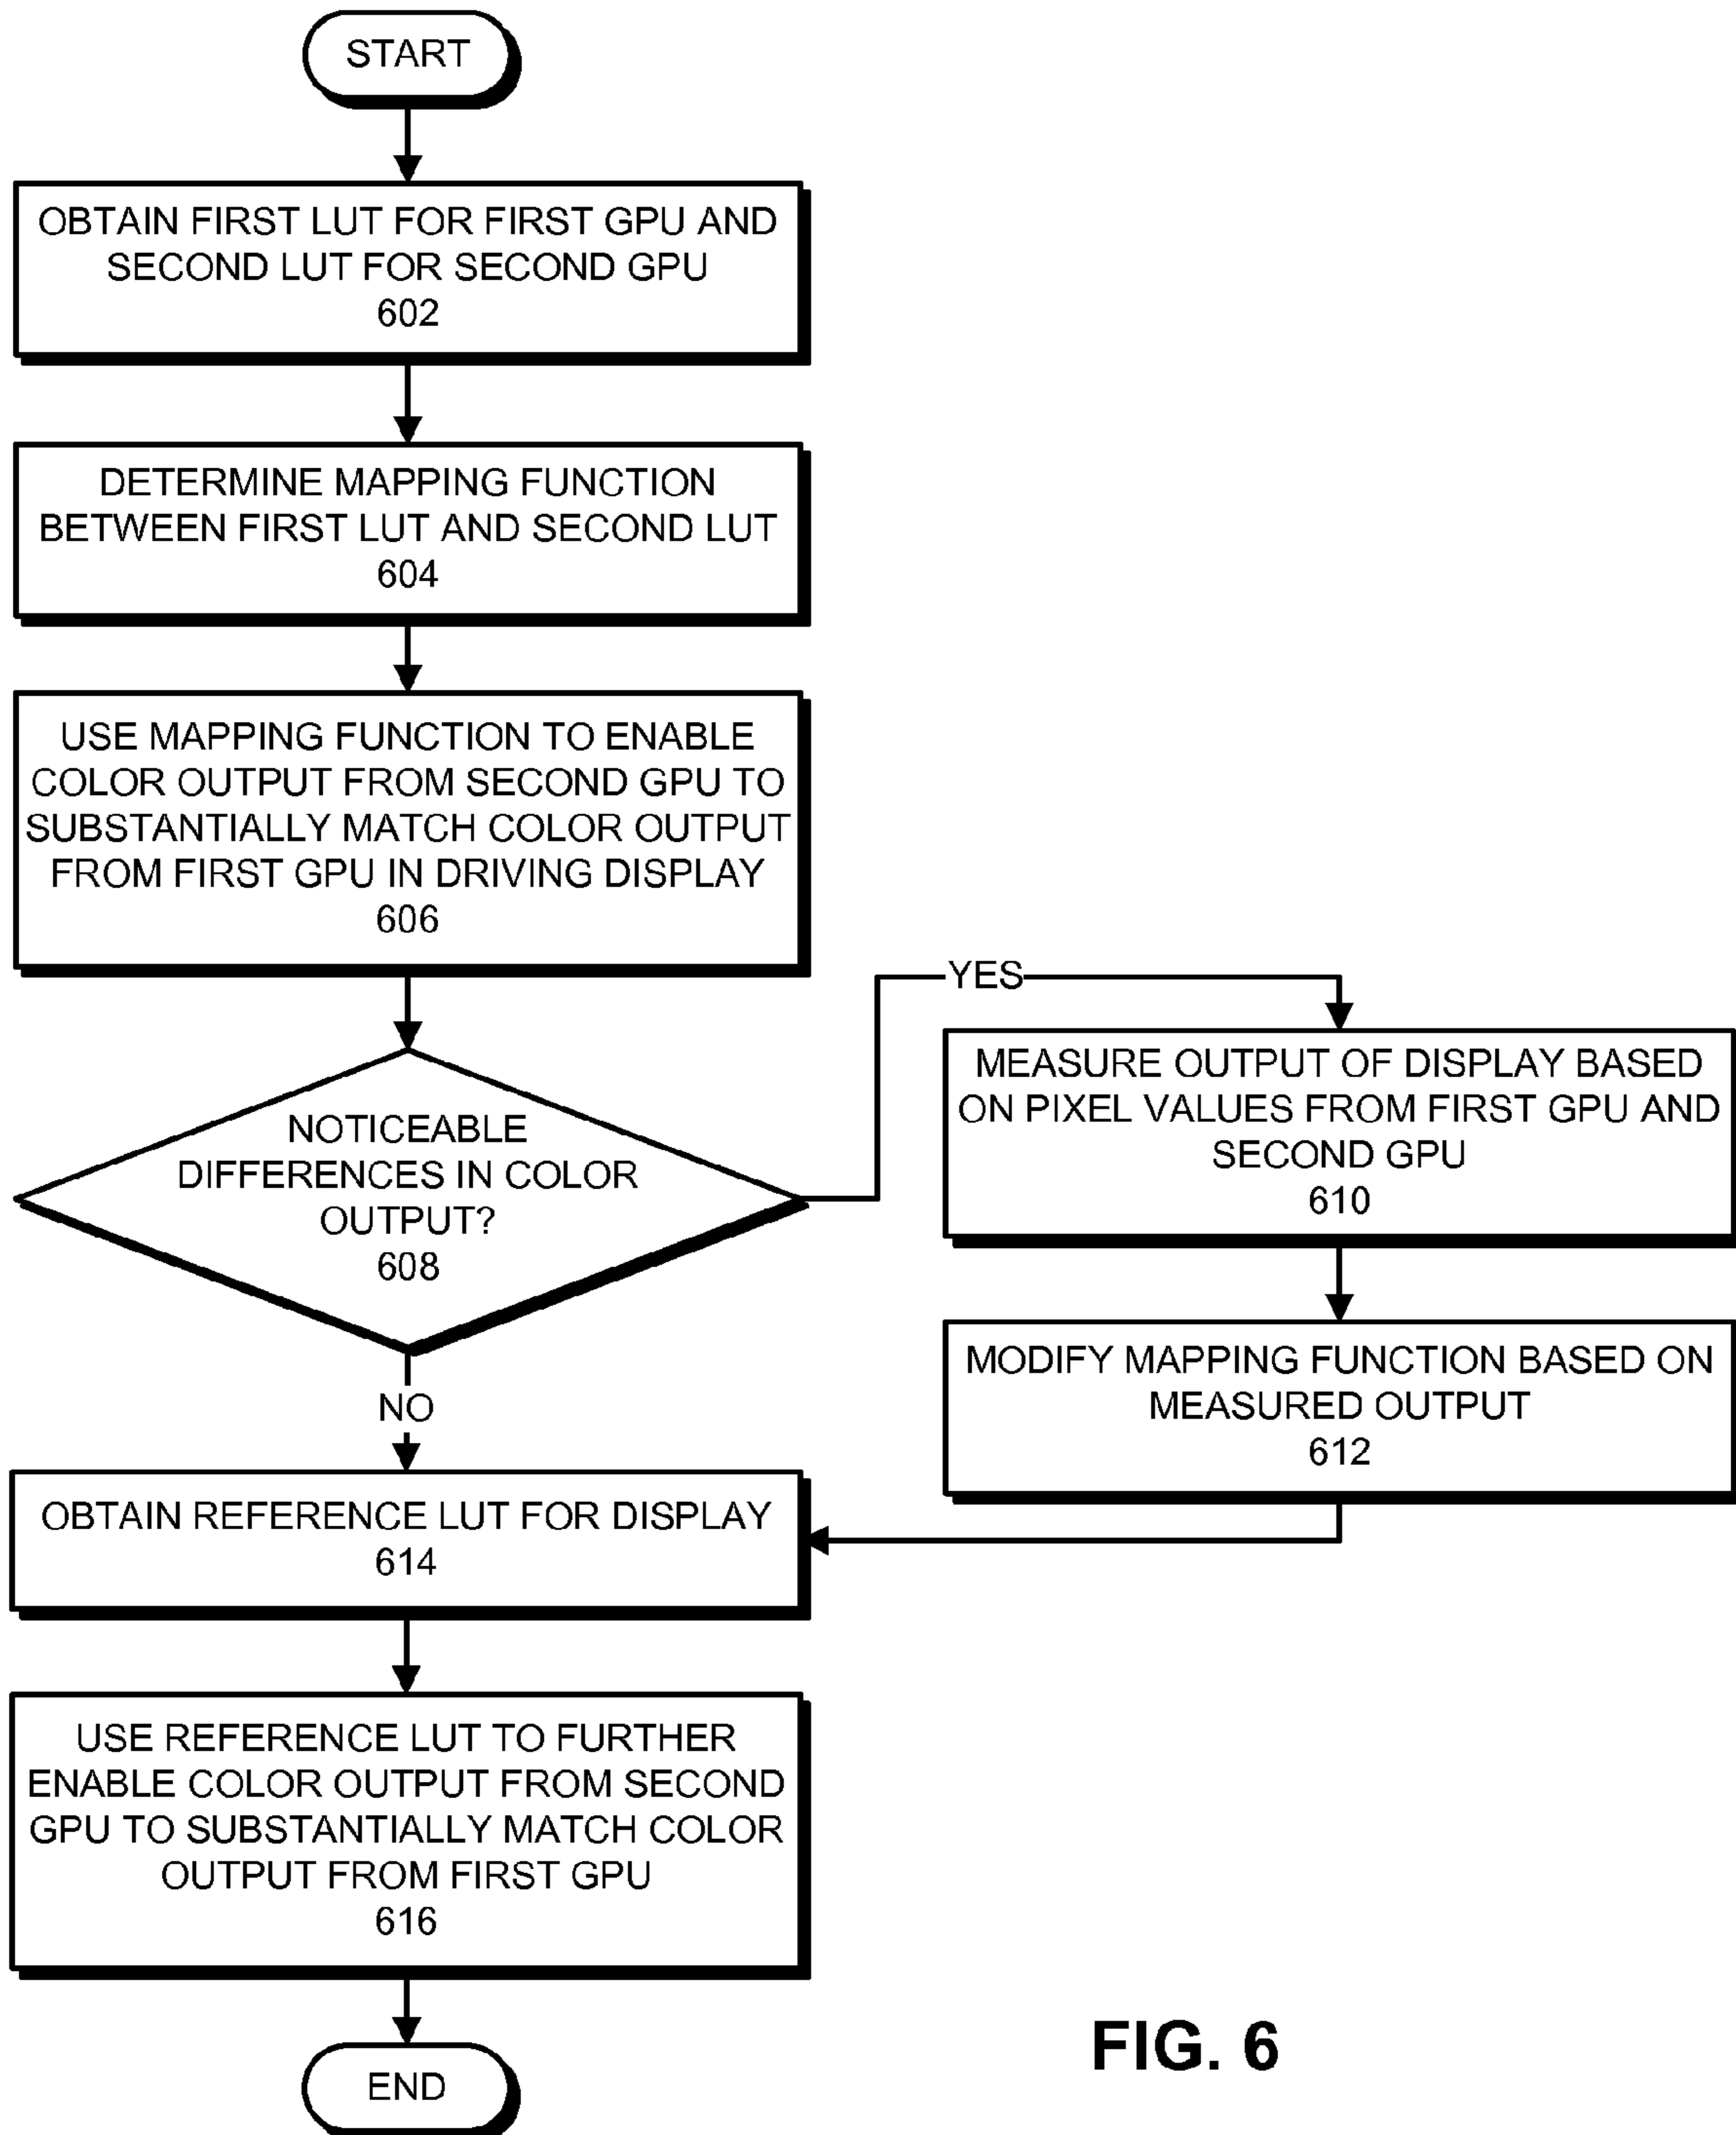 START
OBTAIN FIRST LUT FOR FIRST GPU AND
SECOND LUT FOR SECOND GPU
602
DETERMINE MAPPING FUNCTION
BETWEEN FIRST LUT AND SECOND LUT
604
USE MAPPING FUNCTION TO ENABLE
COLOR OUTPUT FROM SECOND GPU TO
SUBSTANTIALLY MATCH COLOR OUTPUT
FROM FIRST GPU IN DRIVING DISPLAY
606
NOTICEABLE
DIFFERENCES IN COLOR
OUTPUT?
608
YES
MEASURE OUTPUT OF DISPLAY BASED
ON PIXEL VALUES FROM FIRST GPU AND
SECOND GPU
610
MODIFY MAPPING FUNCTION BASED ON
MEASURED OUTPUT
612
NO
OBTAIN REFERENCE LUT FOR DISPLAY
614
USE REFERENCE LUT TO FURTHER
ENABLE COLOR OUTPUT FROM SECOND
GPU TO SUBSTANTIALLY MATCH COLOR
OUTPUT FROM FIRST GPU
616
END
FIG. 6